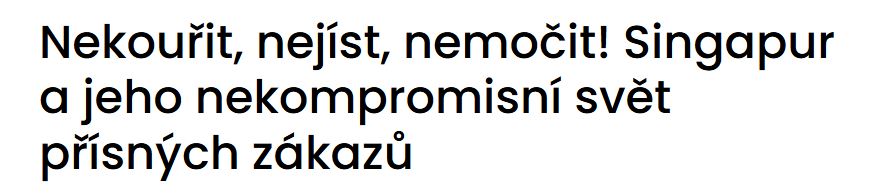 Nekouřit, nejíst, nemočit! Singapur
a jeho nekompromisní svět
přísných zákazů